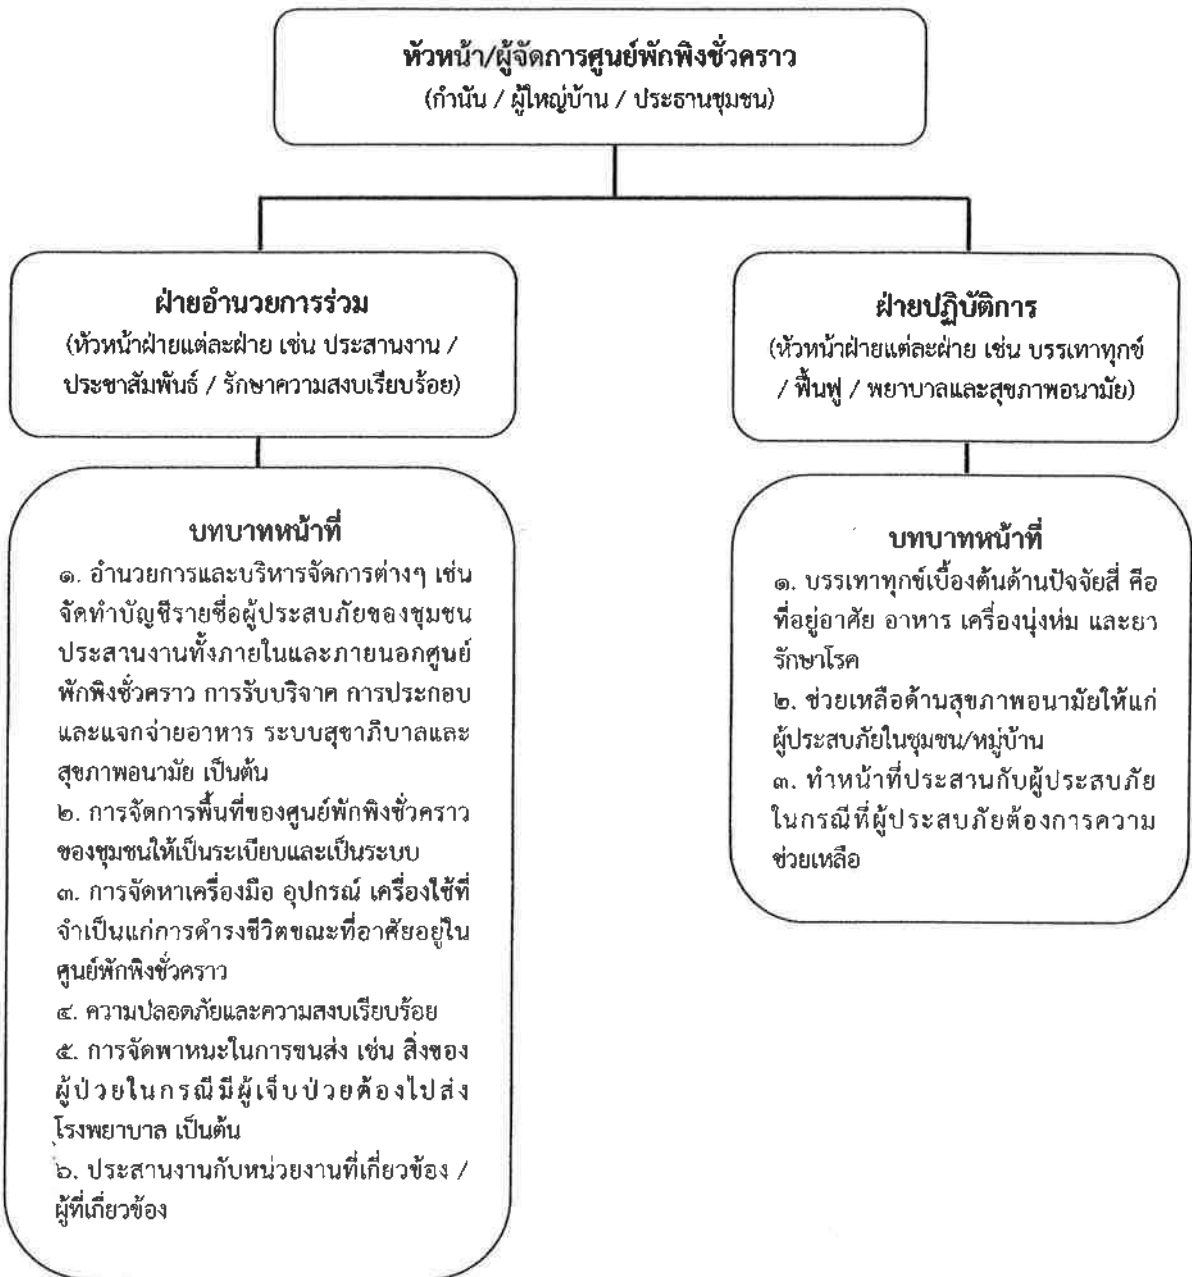 หัวหน้า/ผู้จัดการศูนย์พักพิงชั่วคราว
(กำนัน / ผู้ใหญ่บ้าน / ประธานชุมชน)
ฝ่ายอำนวยการร่วม
(หัวหน้าฝ่ายแต่ละฝ่าย เช่น ประสานงาน /
ประชาสัมพันธ์ / รักษาความสงบเรียบร้อย)
บทบาทหน้าที่
๑. อำนวยการและบริหารจัดการต่างๆ เช่น
จัดทำบัญชีรายชื่อผู้ประสบภัยของชุมชน
ประสานงานทั้งภายในและภายนอกศูนย์
พักพิงชั่วคราว การรับบริจาค การประกอบ
และแจกจ่ายอาหาร ระบบสุขาภิบาลและ
สุขภาพอนามัย เป็นต้น
๒. การจัดการพื้นที่ของศูนย์พักพิงชั่วคราว
ของชุมชนให้เป็นระเบียบและเป็นระบบ
๓. การจัดหาเครื่องมือ อุปกรณ์ เครื่องใช้ที่
จำเป็นแก่การดำรงชีวิตขณะที่อาศัยอยู่ใน
ศูนย์พักพิงชั่วคราว
๔. ความปลอดภัยและความสงบเรียบร้อย
๕. การจัดพาหนะในการขนส่ง เช่น สิ่งของ
ผู้ป่วยในกรณีมีผู้เจ็บป่วยต้องไปส่ง
โรงพยาบาล เป็นต้น
๖. ประสานงานกับหน่วยงานที่เกี่ยวข้อง /
ผู้ที่เกี่ยวข้อง
ฝ่ายปฏิบัติการ
(หัวหน้าฝ่ายแต่ละฝ่าย เช่น บรรเทาทุกข์
/ ฟื้นฟู / พยาบาลและสุขภาพอนามัย)
บทบาทหน้าที่
๑. บรรเทาทุกข์เบื้องต้นด้านปัจจัยสี่ คือ
ที่อยู่อาศัย อาหาร เครื่องนุ่งห่ม และยา
รักษาโรค
๒. ช่วยเหลือด้านสุขภาพอนามัยให้แก่
ผู้ประสบภัยในชุมชน/หมู่บ้าน
๓. ทำหน้าที่ประสานกับผู้ประสบภัย
ในกรณีที่ผู้ประสบภัยต้องการความ
ช่วยเหลือ